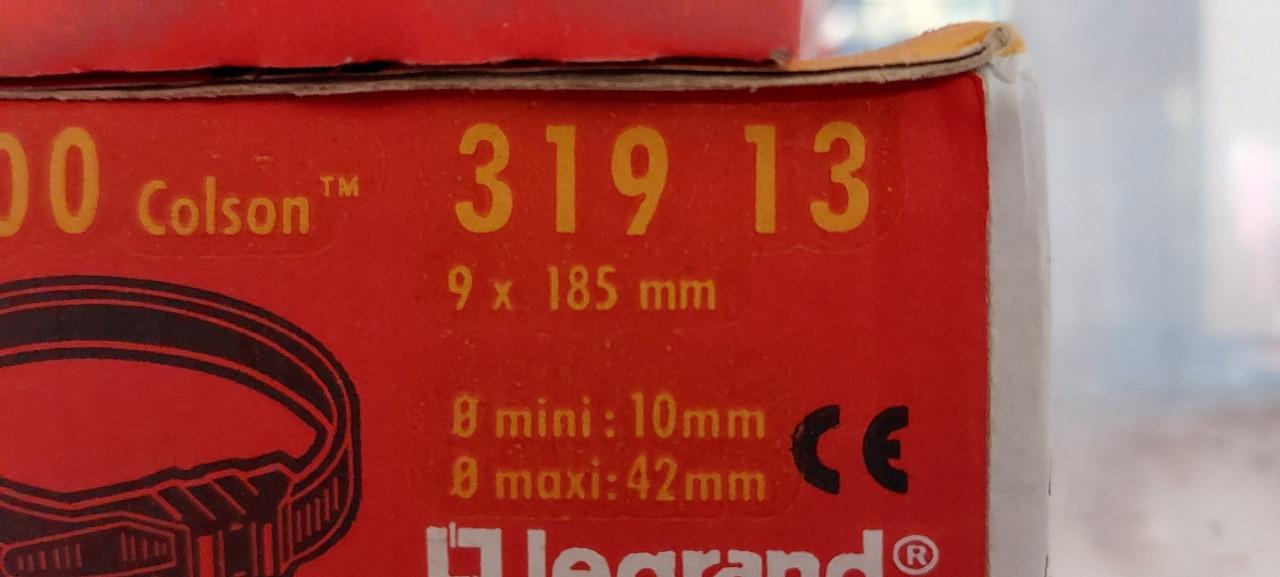 00 Colson™ 319 13
9 x 185 mm
Ø mini : 10mm
Ø maxi : 42mm
CE
legrand®